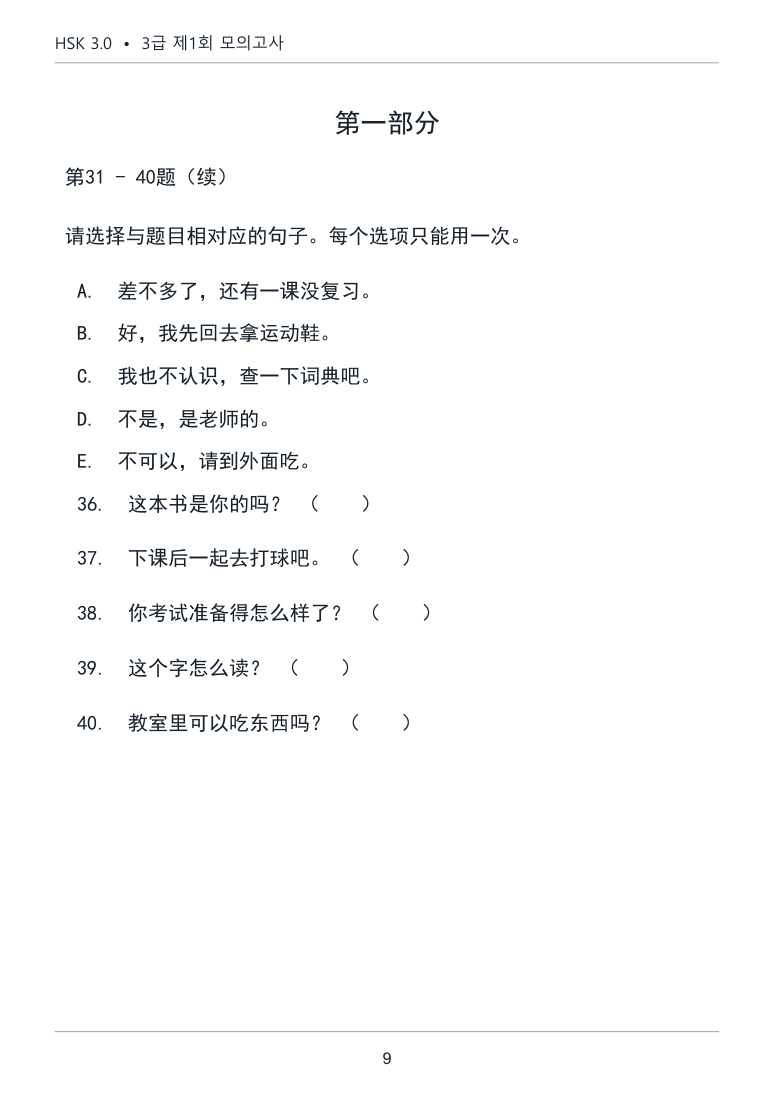 HSK 3.0 • 3급 제1회 모의고사
第一部分
第31 - 40题（续）
请选择与题目相对应的句子。每个选项只能用一次。
A. 差不多了，还有一课没复习。
B. 好，我先回去拿运动鞋。
C. 我也不认识，查一下词典吧。
D. 不是，是老师的。
E. 不可以，请到外面吃。
36. 这本书是你的吗？ （  ）
37. 下课后一起去打球吧。 （  ）
38. 你考试准备得怎么样了？ （  ）
39. 这个字怎么读？ （  ）
40. 教室里可以吃东西吗？ （  ）
9